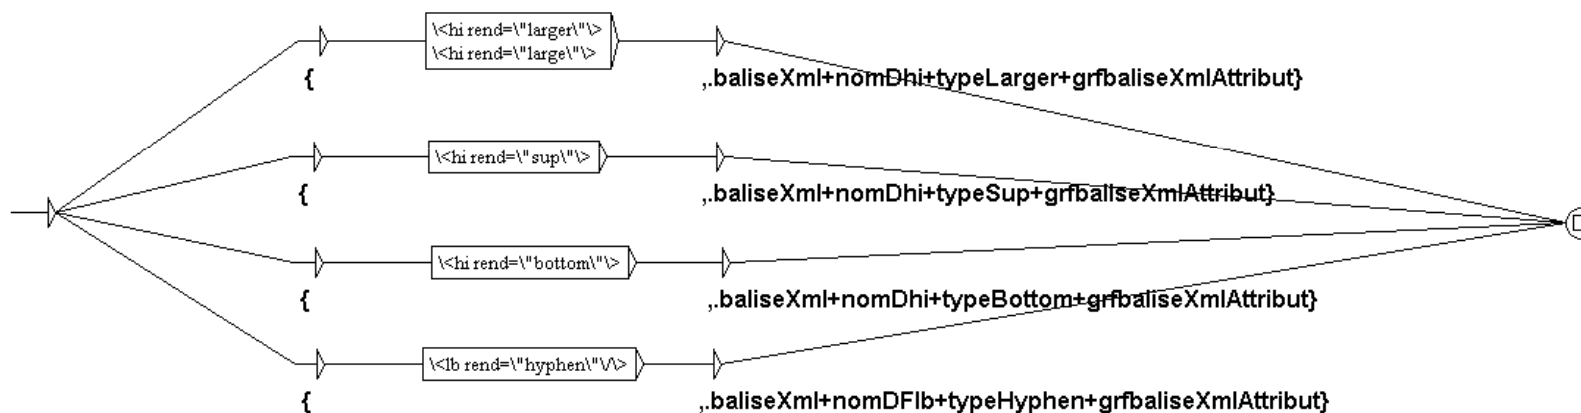 \<hi rend=\"larger\"\>
\<hi rend=\"large\"\>
{
,.baliseXml+nomDhi+typeLarger+grfbaliseXmlAttribut}
\<hi rend=\"sup\"\>
{
,.baliseXml+nomDhi+typeSup+grfbaliseXmlAttribut}
\<hi rend=\"bottom\"\>
{
,.baliseXml+nomDhi+typeBottom+grfbaliseXmlAttribut}
\<lb rend=\"hyphen\"\/\>
{
,.baliseXml+nomDFlb+typeHyphen+grfbaliseXmlAttribut}